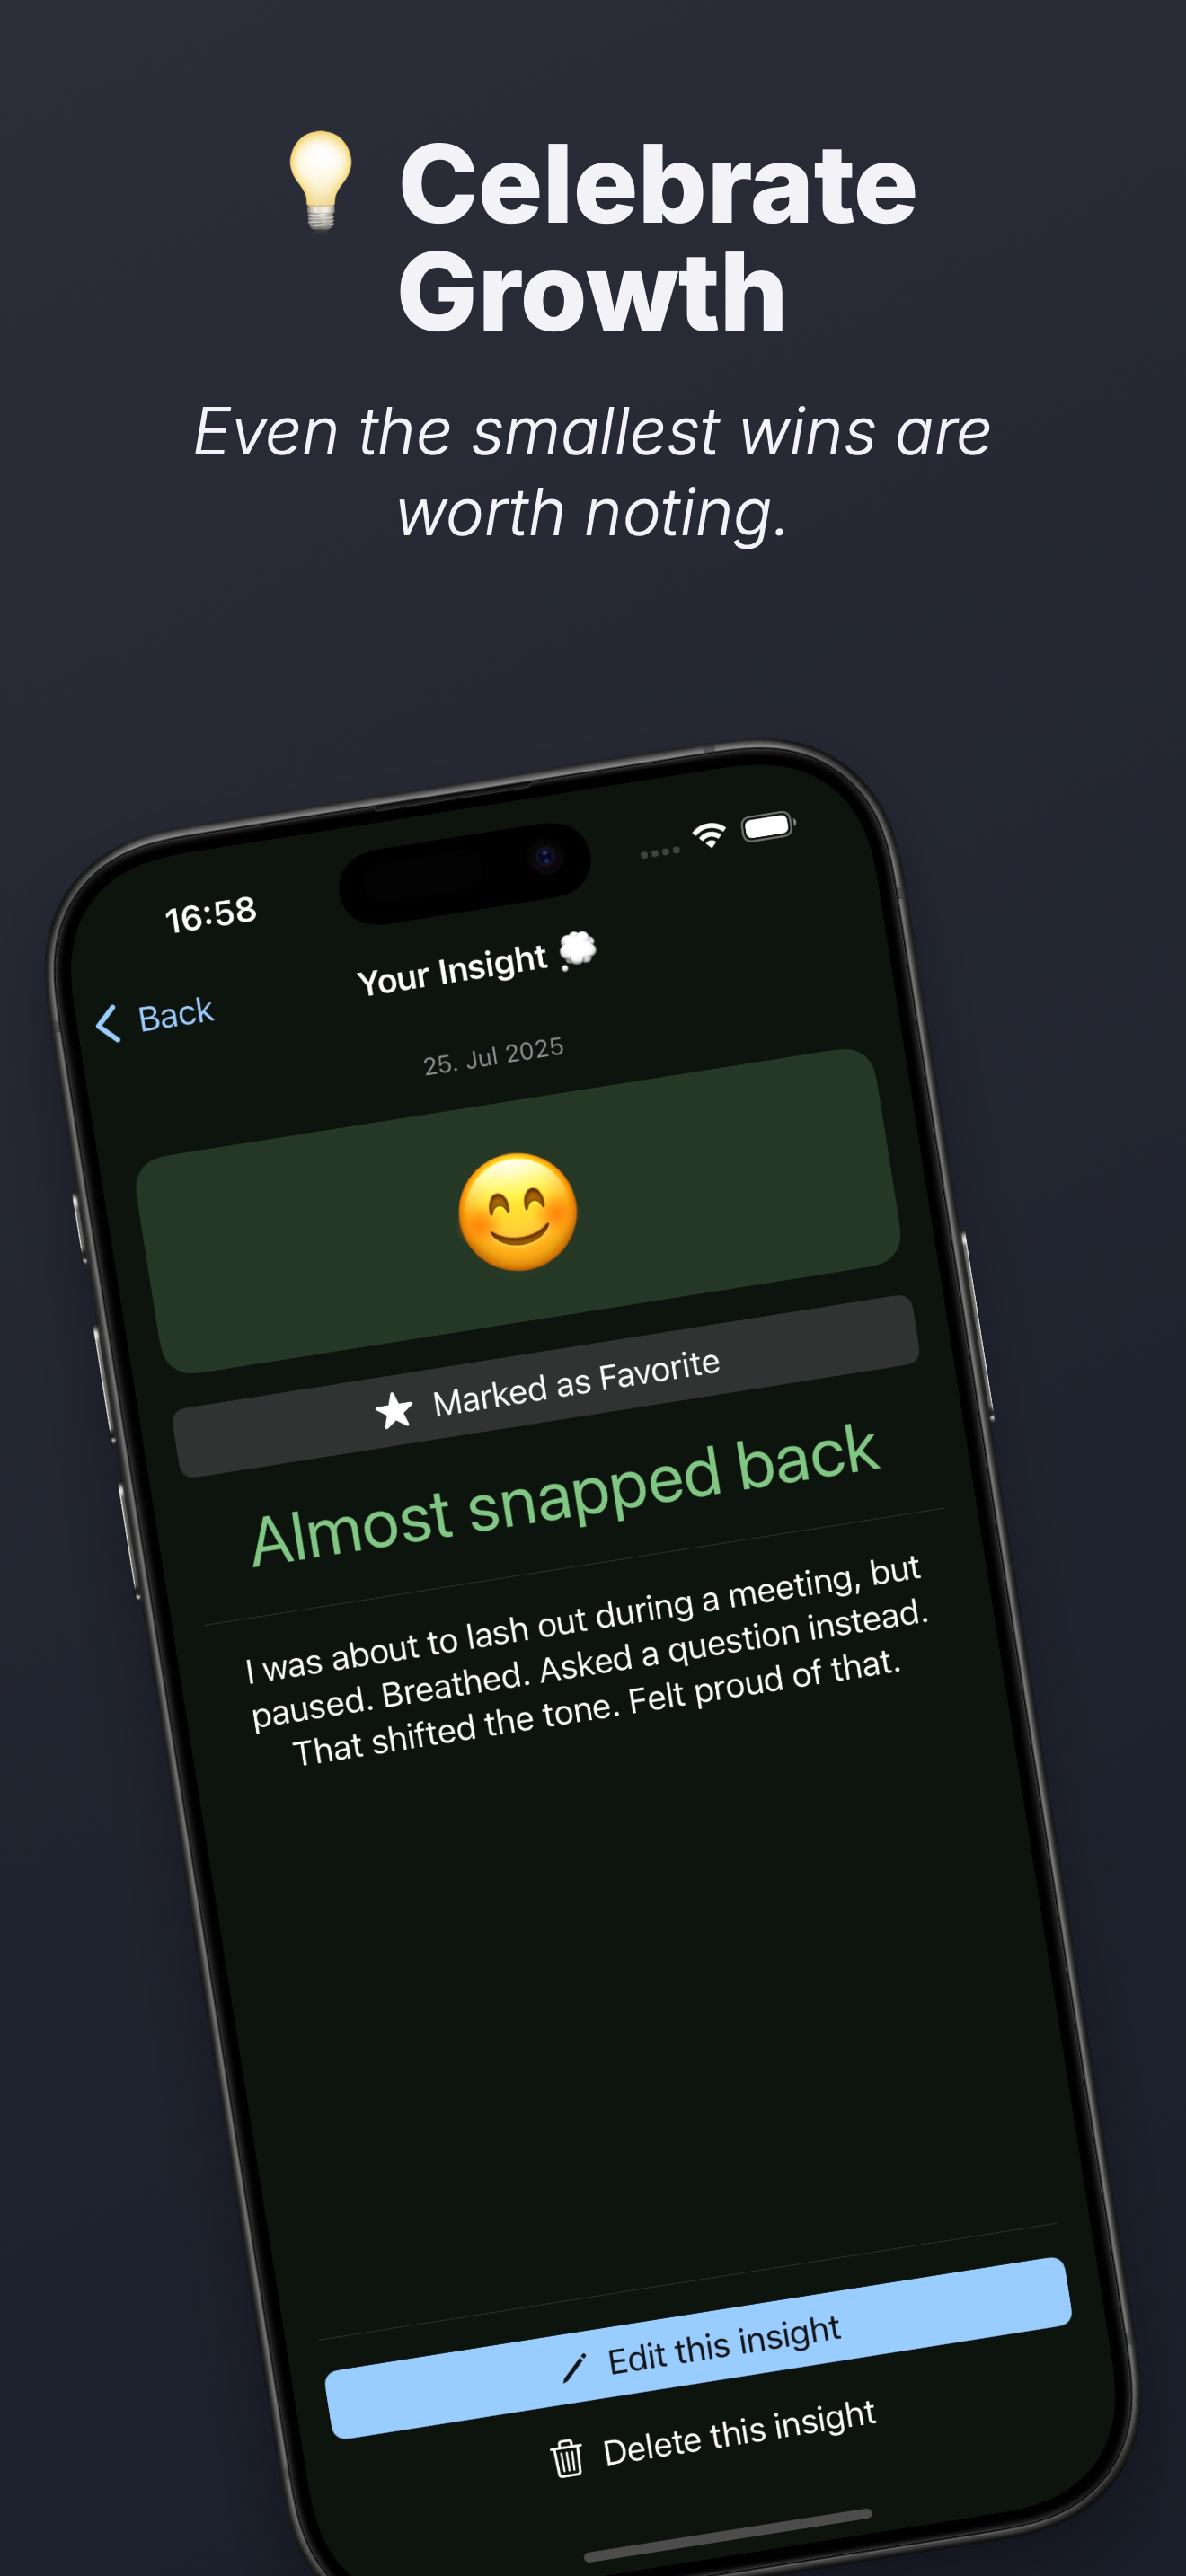 💡 Celebrate
Growth
Even the smallest wins are
worth noting.
16:58
Your Insight 💭
Back
25. Jul 2025
😊
★ Marked as Favorite
Almost snapped back
I was about to lash out during a meeting, but
paused. Breathed. Asked a question instead.
That shifted the tone. Felt proud of that.
Edit this insight
Delete this insight